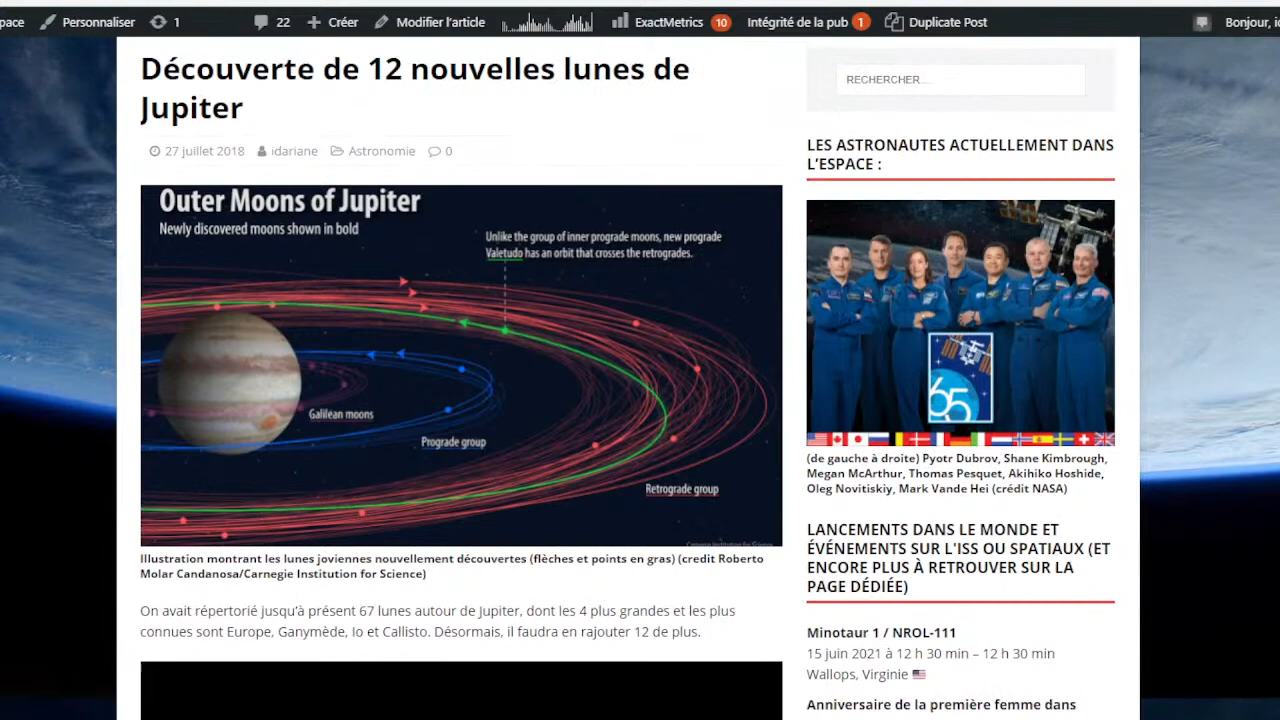 pace Personnaliser 1 22 Créer Modifier l'article ExactMetrics 10 Intégrité de la pub 1 Duplicate Post Bonjour, ic
Découverte de 12 nouvelles lunes de
Jupiter
27 juillet 2018 idariane Astronomie 0
Outer Moons of Jupiter
Newly discovered moons shown in bold
Unlike the group of inner prograde moons, new prograde
Valetudo has an orbit that crosses the retrogrades.
Galilean moons
Prograde group
Retrograde group
Illustration montrant les lunes joviennes nouvellement découvertes (flèches et points en gras) (credit Roberto
Molar Candanosa/Carnegie Institution for Science)
On avait répertorié jusqu'à présent 67 lunes autour de Jupiter, dont les 4 plus grandes et les plus
connues sont Europe, Ganymède, Io et Callisto. Désormais, il faudra en rajouter 12 de plus.
RECHERCHER…
LES ASTRONAUTES ACTUELLEMENT DANS
L'ESPACE :
65
(de gauche à droite) Pyotr Dubrov, Shane Kimbrough,
Megan McArthur, Thomas Pesquet, Akihiko Hoshide,
Oleg Novitiskiy, Mark Vande Hei (crédit NASA)
LANCEMENTS DANS LE MONDE ET
ÉVÉNEMENTS SUR L'ISS OU SPATIAUX (ET
ENCORE PLUS À RETROUVER SUR LA
PAGE DÉDIÉE)
Minotaur 1 / NROL-111
15 juin 2021 à 12 h 30 min – 12 h 30 min
Wallops, Virginie
Anniversaire de la première femme dans